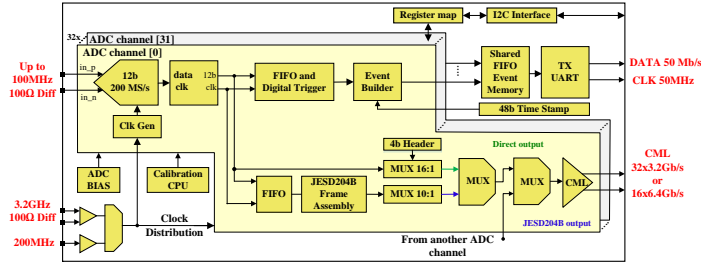 Register map
I2C Interface
32x
ADC channel [31]
ADC channel [0]
Up to
100MHz
100Ω Diff
in_p
in_n
12b
200 MS/s
data
clk
12b
clk
FIFO and
Digital Trigger
Event
Builder
Shared
FIFO
Event
Memory
TX
UART
DATA 50 Mb/s
CLK 50MHz
48b Time Stamp
Clk Gen
4b Header
Direct output
ADC
BIAS
Calibration
CPU
FIFO
JESD204B
Frame
Assembly
MUX 16:1
MUX 10:1
MUX
MUX
CML
CML
32x3.2Gb/s
or
16x6.4Gb/s
3.2GHz
100Ω Diff
200MHz
Clock
Distribution
JESD204B output
From another ADC
channel